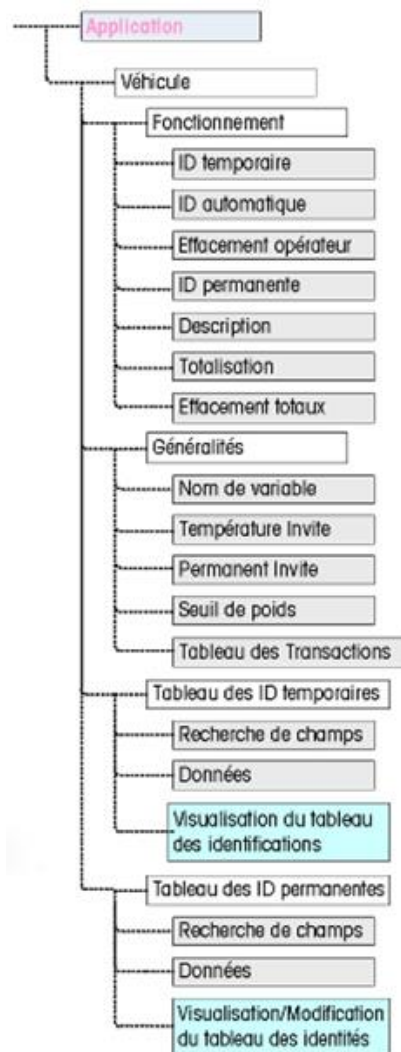 Application
Véhicule
Fonctionnement
ID temporaire
ID automatique
Effacement opérateur
ID permanente
Description
Totalisation
Effacement totaux
Généralités
Nom de variable
Température Invite
Permanent Invite
Seuil de poids
Tableau des Transactions
Tableau des ID temporaires
Recherche de champs
Données
Visualisation du tableau
des identifications
Tableau des ID permanentes
Recherche de champs
Données
Visualisation/Modification
du tableau des identités